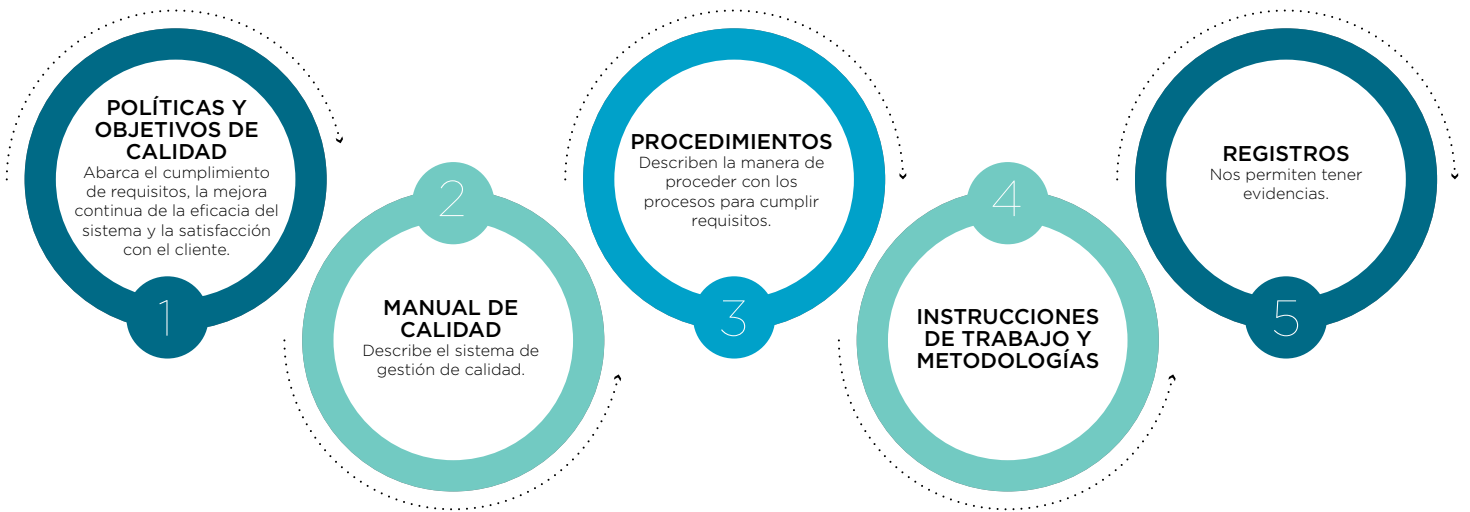 POLÍTICAS Y
OBJETIVOS DE
CALIDAD
Abarca el cumplimiento
de requisitos, la mejora
continua de la eficacia del
sistema y la satisfacción
con el cliente.
1
2
MANUAL DE
CALIDAD
Describe el sistema de
gestión de calidad.
PROCEDIMIENTOS
Describen la manera de
proceder con los
procesos para cumplir
requisitos.
3
4
INSTRUCCIONES
DE TRABAJO Y
METODOLOGÍAS
REGISTROS
Nos permiten tener
evidencias.
5